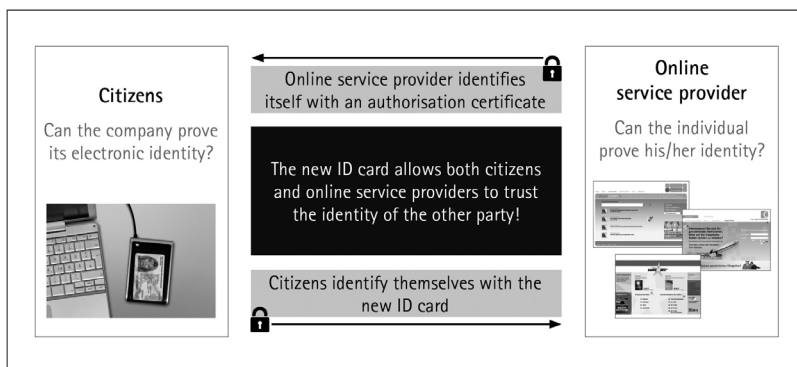 Citizens
Can the company prove
its electronic identity?
Online service provider identifies
itself with an authorisation certificate
The new ID card allows both citizens
and online service providers to trust
the identity of the other party!
Citizens identify themselves with the
new ID card
Online
service provider
Can the individual
prove his/her identity?